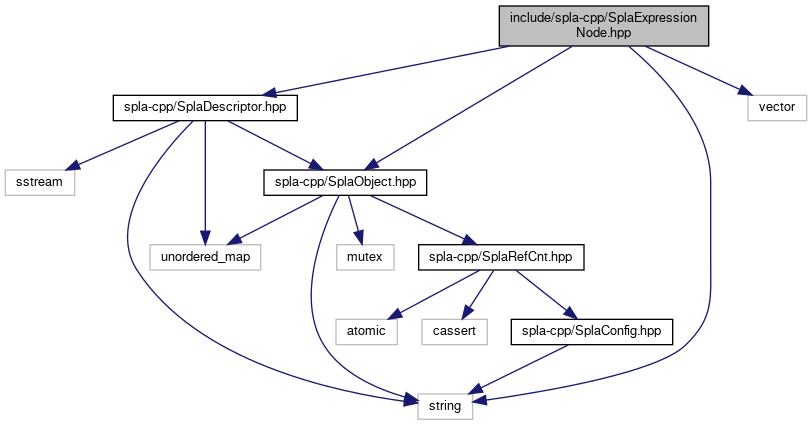 include/spla-cpp/SplaExpression
Node.hpp
spla-cpp/SplaDescriptor.hpp
vector
sstream
spla-cpp/SplaObject.hpp
unordered_map
mutex
spla-cpp/SplaRefCnt.hpp
atomic
cassert
spla-cpp/SplaConfig.hpp
string